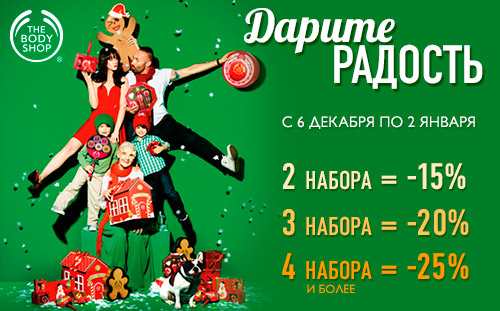 THE
BODY
SHOP
®
Дарите
РАДОСТЬ
С 6 ДЕКАБРЯ ПО 2 ЯНВАРЯ
2 НАБОРА = -15%
3 НАБОРА = -20%
4 НАБОРА = -25%
И БОЛЕЕ